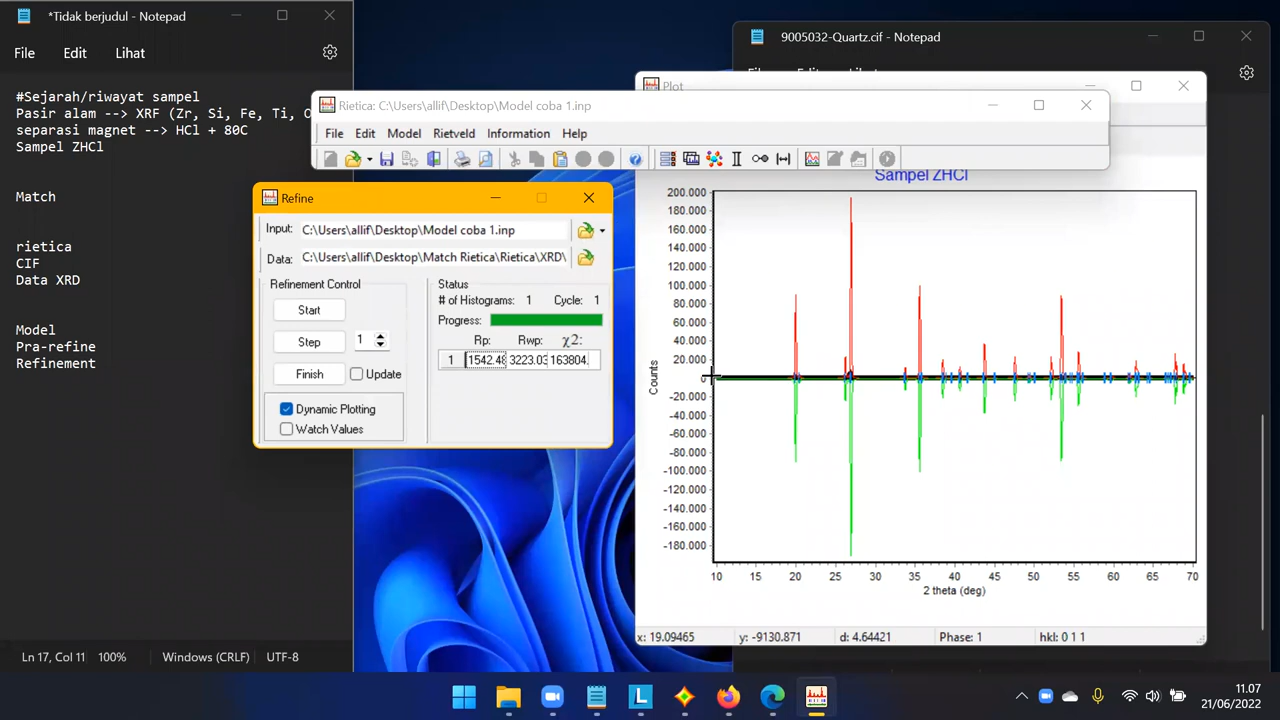 *Tidak berjudul - Notepad
File Edit Lihat
#Sejarah/riwayat sampel
Pasir alam --> XRF (Zr, Si, Fe, Ti,
separasi magnet --> HCl + 80C
Sampel ZHCl
Match
rietica
CIF
Data XRD
Model
Pra-refine
Refinement
Ln 17, Col 11 100% Windows (CRLF) UTF-8
9005032-Quartz.cif - Notepad
Plot
Rietica: C:\Users\allif\Desktop\Model coba 1.inp
File Edit Model Rietveld Information Help
Refine
Input: C:\Users\allif\Desktop\Model coba 1.inp
Data: C:\Users\allif\Desktop\Match Rietica\Rietica\XRD\
Refinement Control
Start
Step 1
Finish Update
Dynamic Plotting
Watch Values
Status
# of Histograms: 1 Cycle: 1
Progress:
Rp: Rwp: χ2:
1 1542.48 3223.03 163804.
Sampel ZHCl
200.000
180.000
160.000
140.000
120.000
100.000
80.000
60.000
40.000
20.000
0
-20.000
-40.000
-60.000
-80.000
-100.000
-120.000
-140.000
-160.000
-180.000
Counts
10 15 20 25 30 35 40 45 50 55 60 65 70
2 theta (deg)
x: 19.09465 y: -9130.871 d: 4.64421 Phase: 1 hkl: 0 1 1
L
11.07
21/06/2022